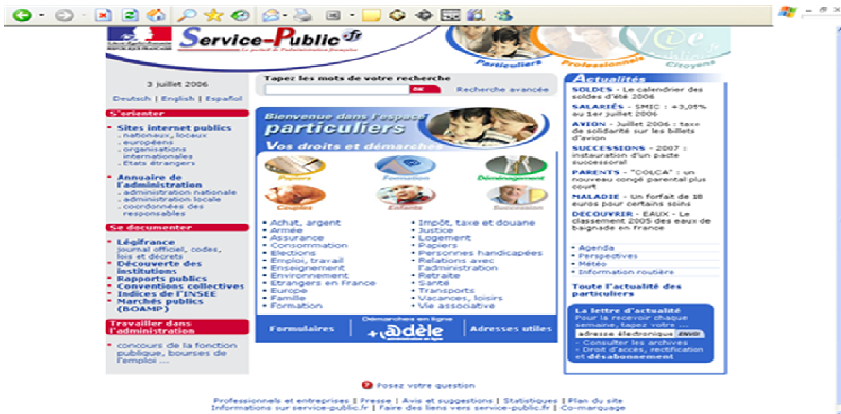 Service-Public.fr
Le portail de l'administration française
Particuliers
Professionnels
Citoyens
3 juillet 2006
Deutsch | English | Español
Tapez les mots de votre recherche
OK
Recherche avancée
S'orienter
Sites internet publics
nationaux, locaux
européens
organisations
internationales
Etats étrangers
Annuaire de
l'administration
administration nationale
administration locale
coordonnées des
responsables
Se documenter
Légifrance
journal officiel, codes,
lois et décrets
Découverte des
institutions
Rapports publics
Conventions collectives
Indices de l'INSEE
Marchés publics
(BOAMP)
Travailler dans
l'administration
concours de la fonction
publique, bourses de
l'emploi ...
Bienvenue dans l'espace
particuliers
Vos droits et démarches
Papiers
Formation
Déménagement
Couples
Enfants
Succession
Achat, argent
Armée
Assurance
Consommation
Elections
Emploi, travail
Enseignement
Environnement
Etrangers en France
Europe
Famille
Formation
Impôt, taxe et douane
Justice
Logement
Papiers
Personnes handicapées
Relations avec
l'administration
Retraite
Santé
Transports
Vacances, loisirs
Vie associative
Formulaires
Démarches en ligne
+ adèle
Adresses utiles
Actualités
SOLDES - Le calendrier des
soldes d'été 2006
SALARIÉS - SMIC : +3,05%
au 1er juillet 2006
AVION - Juillet 2006 : taxe
de solidarité sur les billets
d'avion
SUCCESSIONS - 2007 :
instauration d'un pacte
successoral
PARENTS - "COLCA" : un
nouveau congé parental plus
court
MALADIE - Un forfait de 18
euros pour certains soins
DECOUVRIR - EAUX - Le
classement 2005 des eaux de
baignade en France
Agenda
Perspectives
Météo
Information routière
Toute l'actualité des
particuliers
La lettre d'actualité
Pour la recevoir chaque
semaine, tapez votre ...
adresse électronique ENVOI
- Consulter les archives
- Droit d'accès, rectification
et désabonnement
Posez votre question
Professionnels et entreprises | Presse | Avis et suggestions | Statistiques | Plan du site
Informations sur service-public.fr | Faire des liens vers service-public.fr | Co-marquage